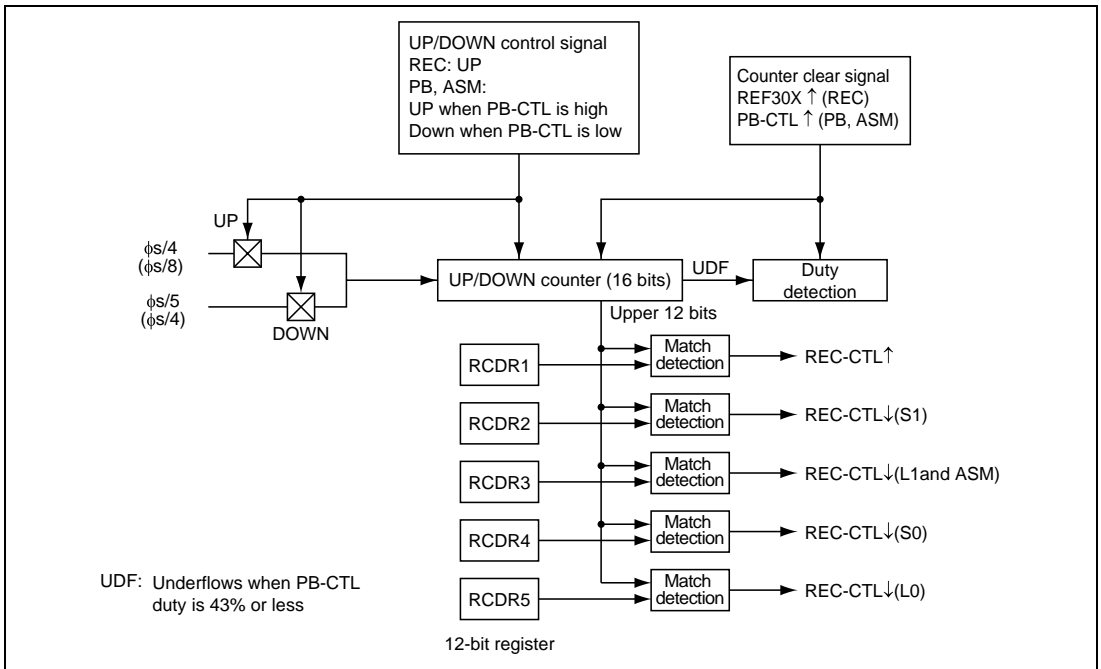 UP/DOWN control signal
REC: UP
PB, ASM:
UP when PB-CTL is high
Down when PB-CTL is low
Counter clear signal
REF30X ↑ (REC)
PB-CTL ↑ (PB, ASM)
UP
ϕs/4
(ϕs/8)
ϕs/5
(ϕs/4)
DOWN
UP/DOWN counter (16 bits)
UDF
Duty
detection
Upper 12 bits
RCDR1
Match
detection
REC-CTL↑
RCDR2
Match
detection
REC-CTL↓(S1)
RCDR3
Match
detection
REC-CTL↓(L1and ASM)
RCDR4
Match
detection
REC-CTL↓(S0)
RCDR5
Match
detection
REC-CTL↓(L0)
UDF: Underflows when PB-CTL
duty is 43% or less
12-bit register